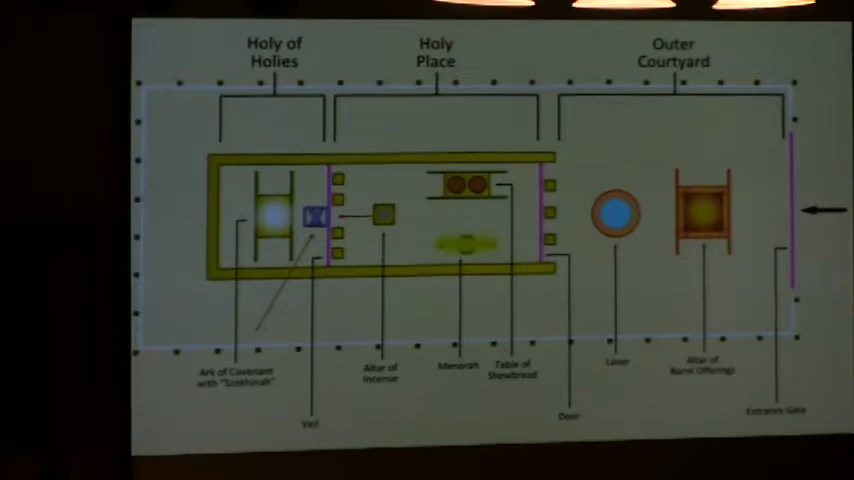 Holy of
Holies
Holy
Place
Outer
Courtyard
Ark of Covenant
with "Shekhinah"
Veil
Altar of
Incense
Menorah
Table of
Shewbread
Door
Laver
Altar of
Burnt Offerings
Entrance Gate